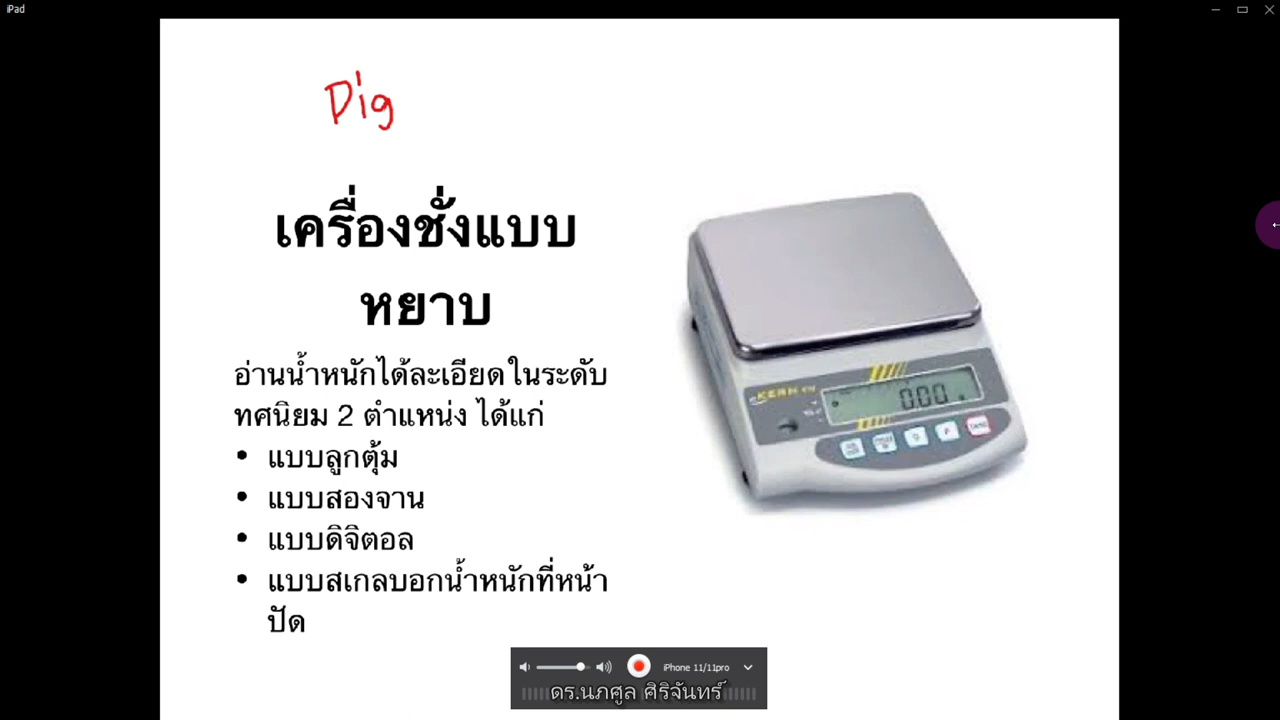 iPad
Dig
เครื่องชั่งแบบ
หยาบ
อ่านน้ำหนักได้ละเอียดในระดับ
ทศนิยม 2 ตำแหน่ง ได้แก่
• แบบลูกตุ้ม
• แบบสองจาน
• แบบดิจิตอล
• แบบสเกลบอกน้ำหนักที่หน้า
ปัด
KERN
0.00
iPhone 11/11pro
ดร.นภศูล ศิริจันทร์